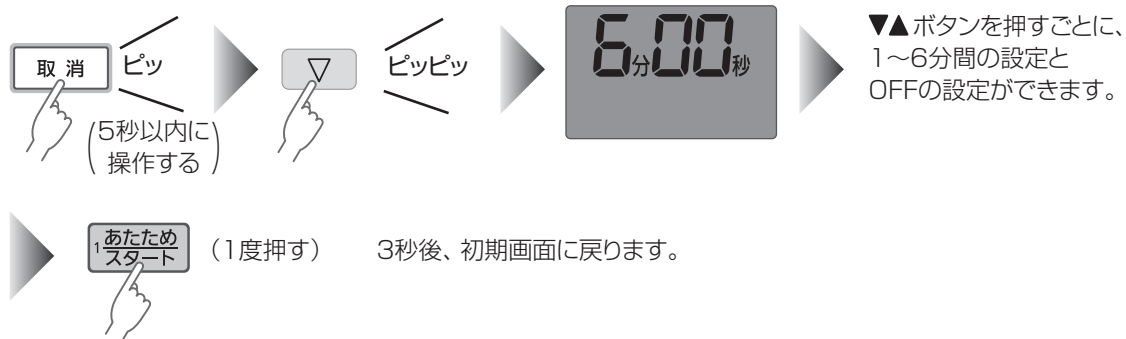 取消
ピッ
(5秒以内に
操作する)
▽
ピッピッ
6分00秒
▼▲ボタンを押すごとに、
1～6分間の設定と
OFFの設定ができます。
1 あたため
スタート
(1度押す)
3秒後、初期画面に戻ります。